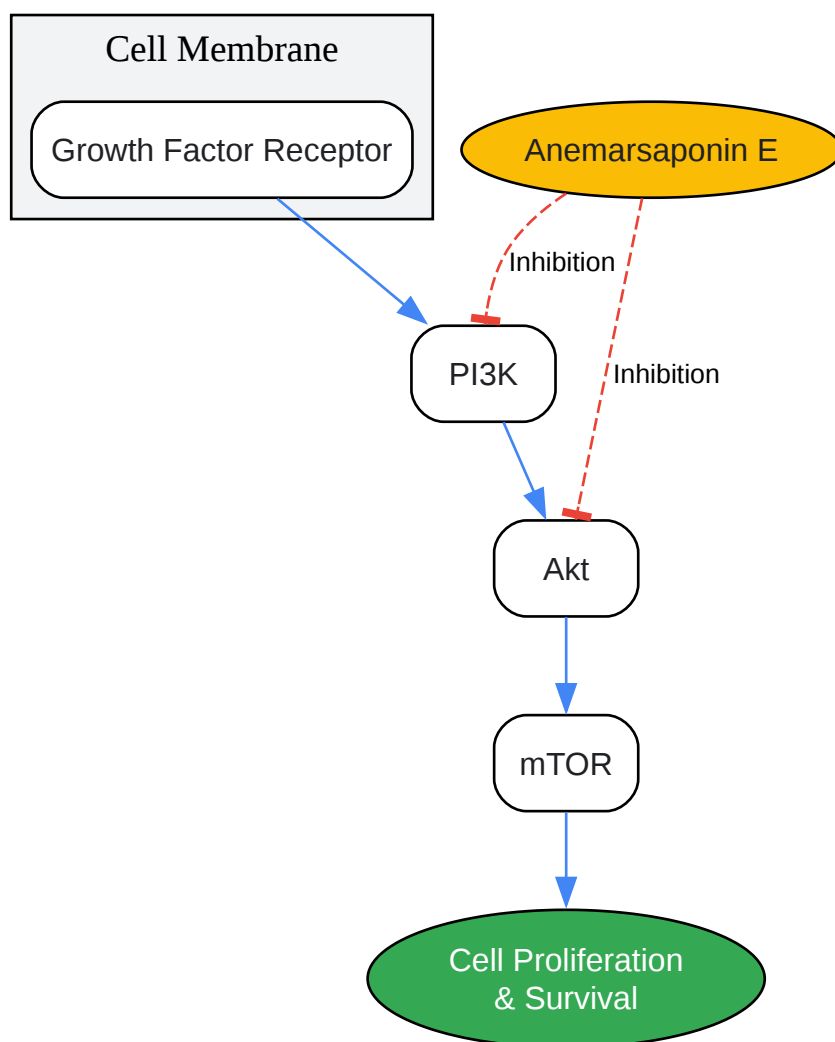 Cell Membrane
Growth Factor Receptor
Anemarsaponin E
Inhibition
PI3K
Inhibition
Akt
mTOR
Cell Proliferation
& Survival